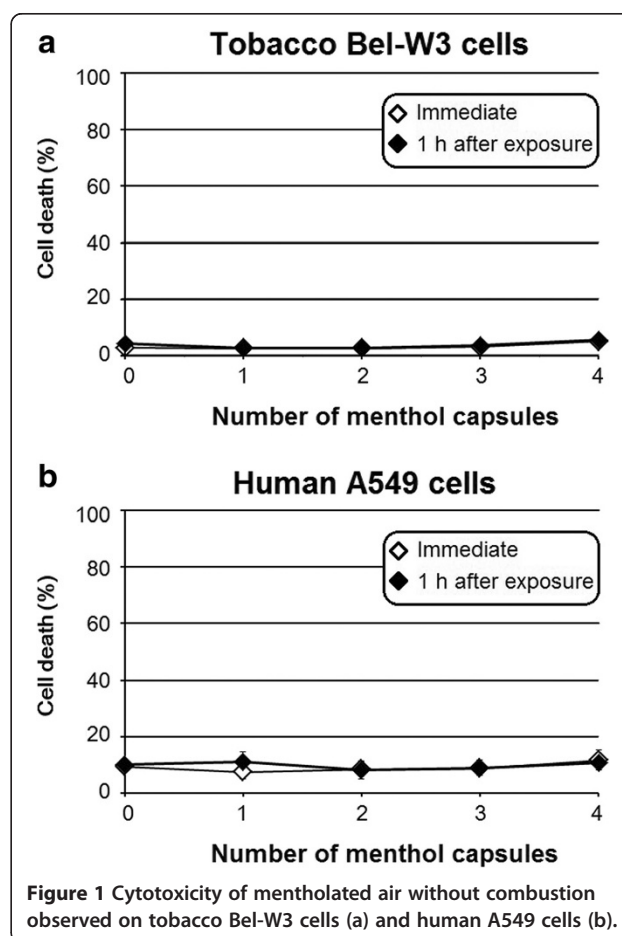 a
Tobacco Bel-W3 cells
100
80
60
40
20
0
Cell death (%)
Immediate
1 h after exposure
0 1 2 3 4
Number of menthol capsules
b
Human A549 cells
100
80
60
40
20
0
Cell death (%)
Immediate
1 h after exposure
0 1 2 3 4
Number of menthol capsules
Figure 1 Cytotoxicity of mentholated air without combustion
observed on tobacco Bel-W3 cells (a) and human A549 cells (b).